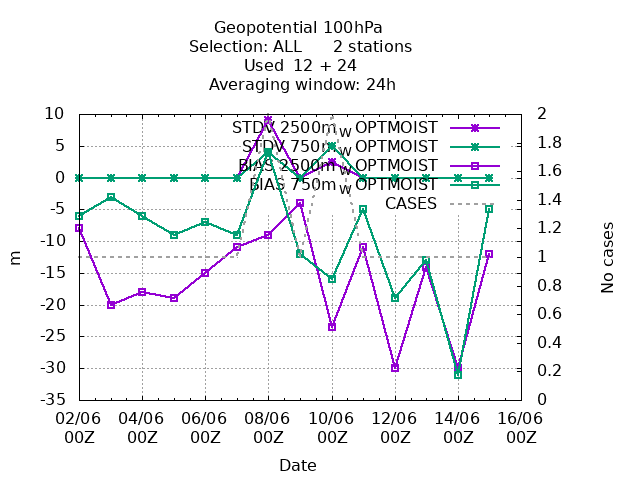 Geopotential 100hPa
Selection: ALL 2 stations
Used 12 + 24
Averaging window: 24h
STDV 2500m_W OPTMOIST
STDV 750m_W OPTMOIST
BIAS 2500m_W OPTMOIST
BIAS 750m_W OPTMOIST
CASES
10
5
0
-5
-10
-15
-20
-25
-30
-35
m
2
1.8
1.6
1.4
1.2
1
0.8
0.6
0.4
0.2
0
No cases
02/06 04/06 06/06 08/06 10/06 12/06 14/06 16/06
00Z 00Z 00Z 00Z 00Z 00Z 00Z 00Z
Date